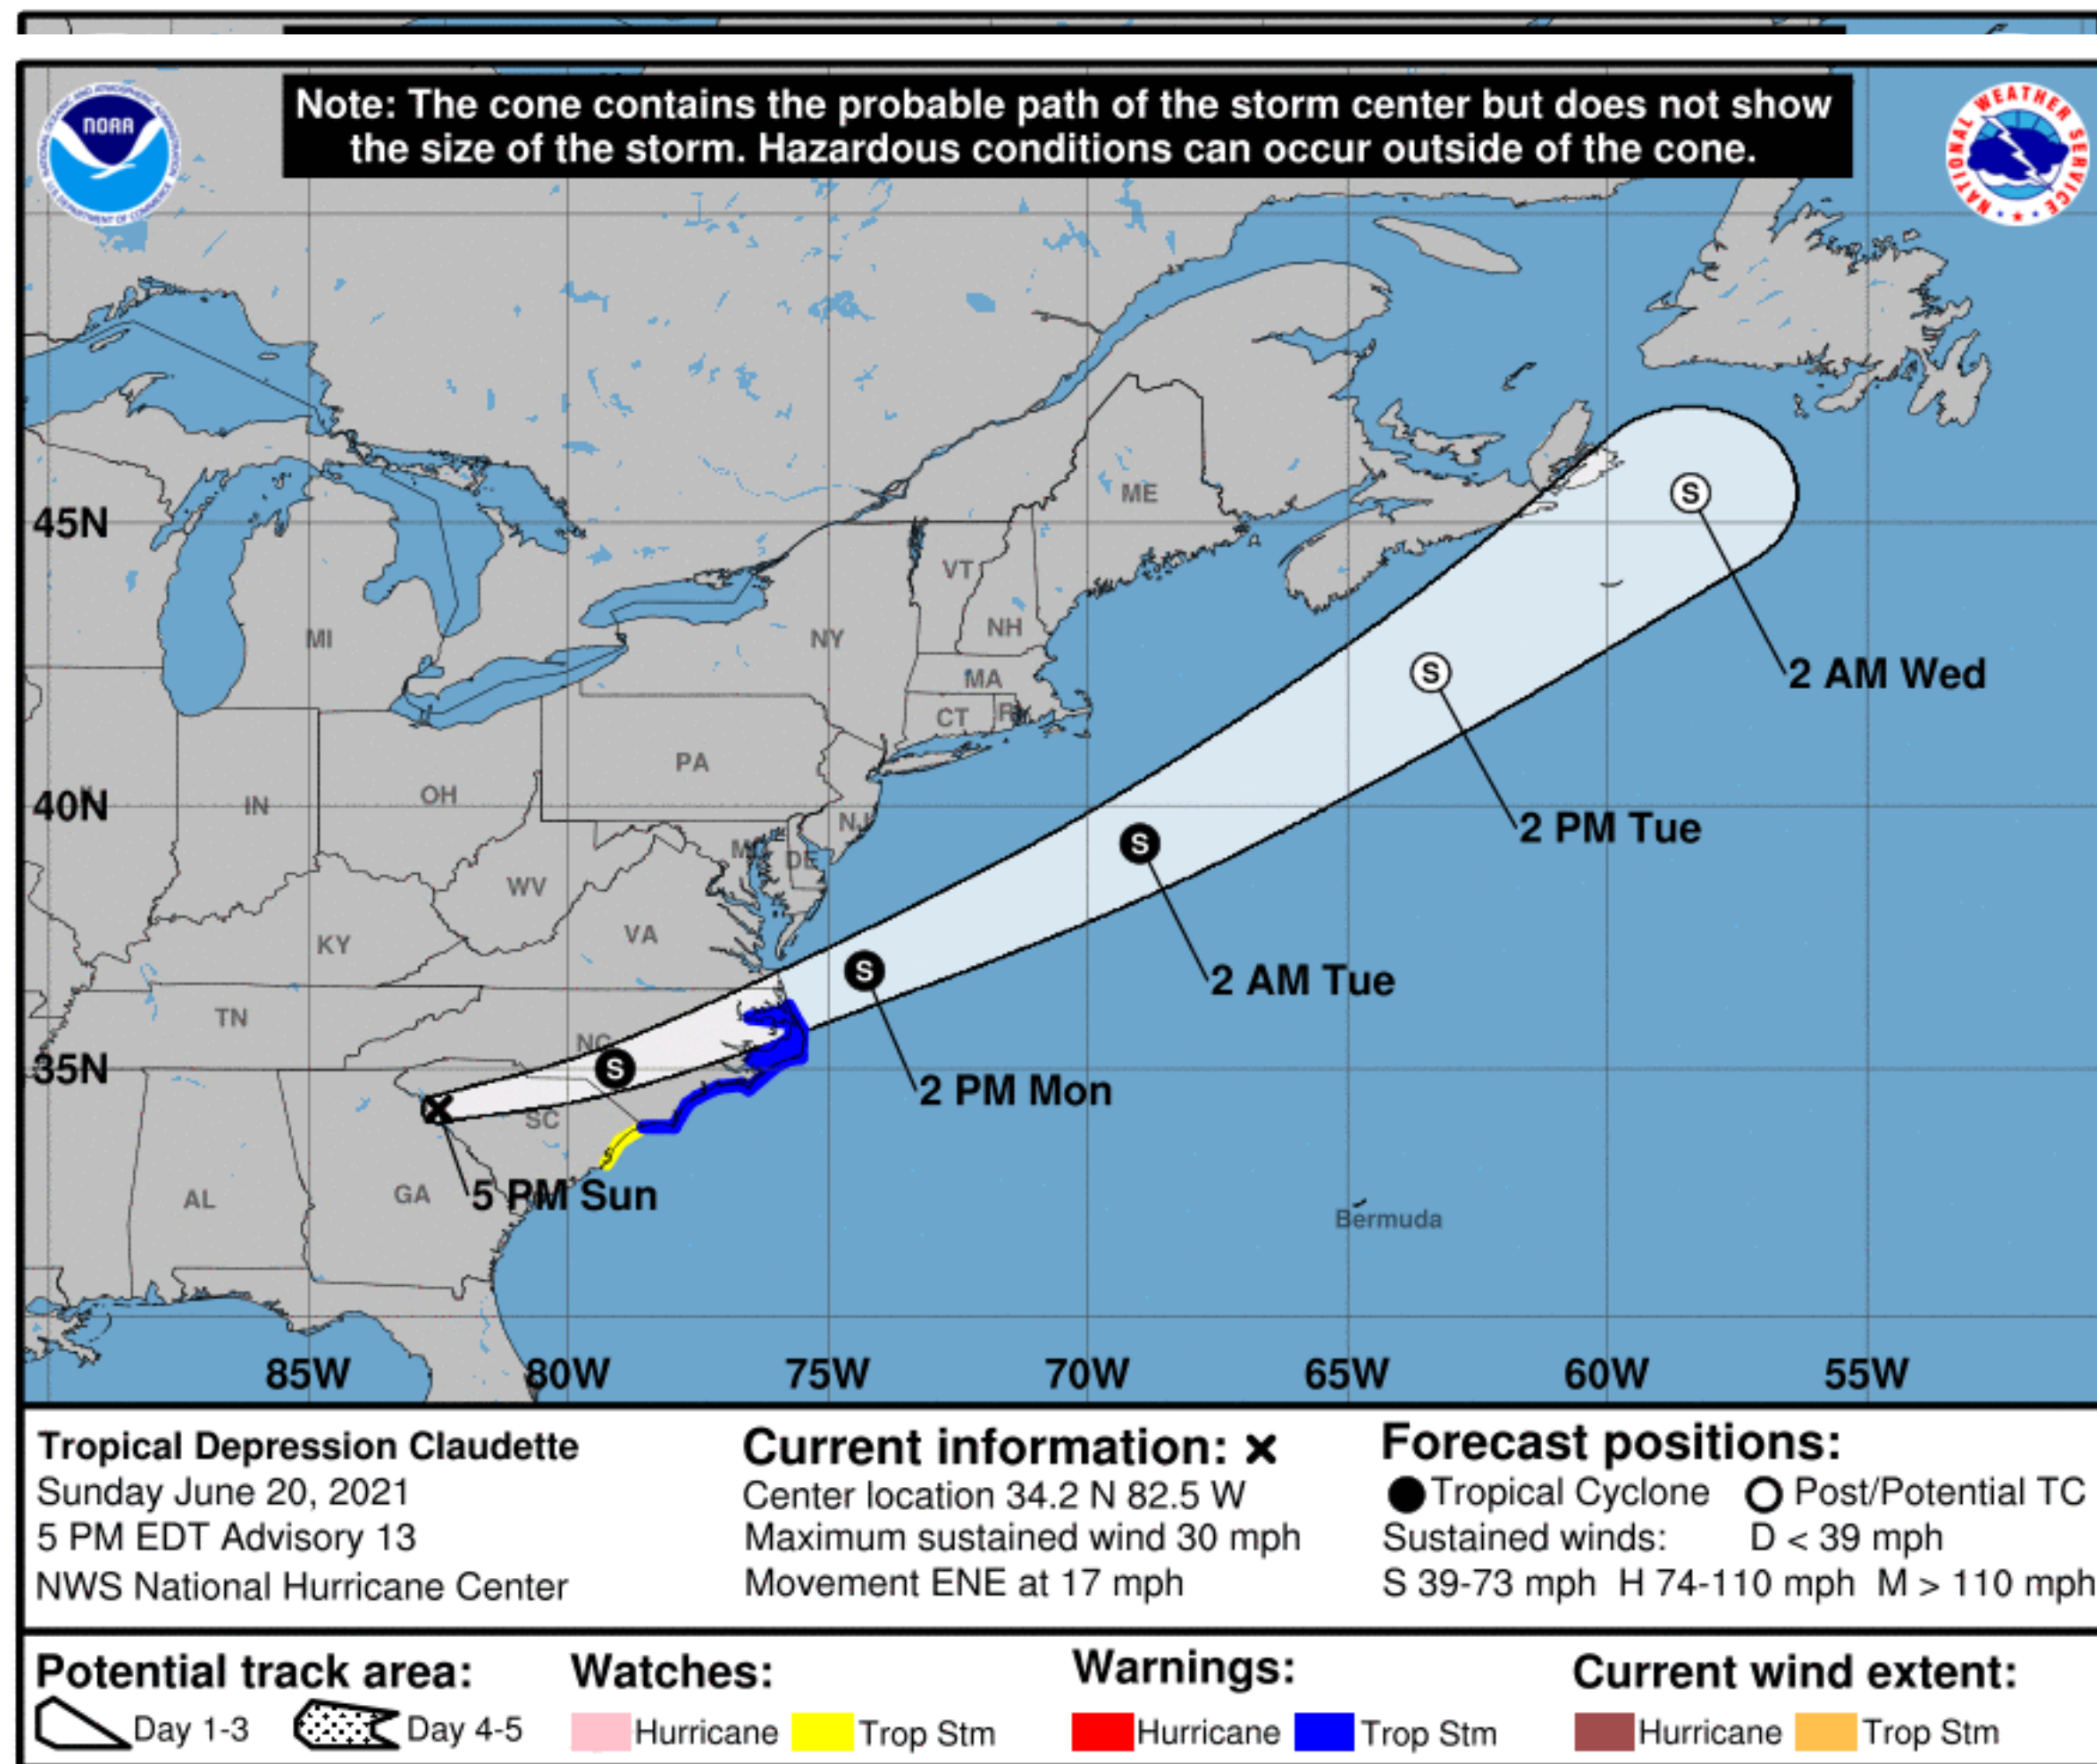 Note: The cone contains the probable path of the storm center but does not show
the size of the storm. Hazardous conditions can occur outside of the cone.
NOAA
NATIONAL OCEANIC AND ATMOSPHERIC ADMINISTRATION
U.S. DEPARTMENT OF COMMERCE
NATIONAL WEATHER SERVICE
45N
40N
35N
ME
VT
NH
MI
NY
MA
CT
PA
IN
OH
NJ
DE
WV
KY
VA
TN
NC
SC
AL
GA
Bermuda
S
2 AM Wed
S
2 PM Tue
S
2 AM Tue
S
2 PM Mon
S
5 PM Sun
85W 80W 75W 70W 65W 60W 55W
Tropical Depression Claudette
Sunday June 20, 2021
5 PM EDT Advisory 13
NWS National Hurricane Center
Current information: x
Center location 34.2 N 82.5 W
Maximum sustained wind 30 mph
Movement ENE at 17 mph
Forecast positions:
Tropical Cyclone Post/Potential TC
Sustained winds: D < 39 mph
S 39-73 mph H 74-110 mph M > 110 mph
Potential track area:
Day 1-3 Day 4-5
Watches:
Hurricane Trop Stm
Warnings:
Hurricane Trop Stm
Current wind extent:
Hurricane Trop Stm